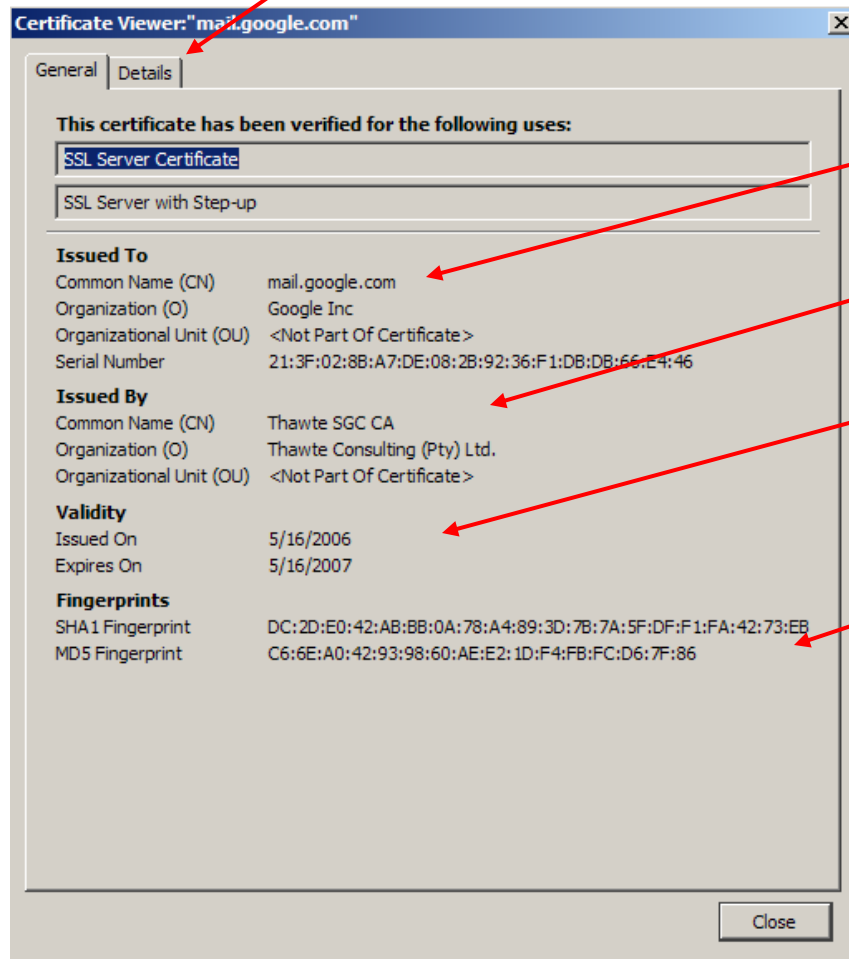 Certificate Viewer:"mail.google.com"
General Details
This certificate has been verified for the following uses:
SSL Server Certificate
SSL Server with Step-up
Issued To
Common Name (CN) mail.google.com
Organization (O) Google Inc
Organizational Unit (OU) <Not Part Of Certificate>
Serial Number 21:3F:02:8B:A7:DE:08:2B:92:36:F1:DB:DB:66:E4:46
Issued By
Common Name (CN) Thawte SGC CA
Organization (O) Thawte Consulting (Pty) Ltd.
Organizational Unit (OU) <Not Part Of Certificate>
Validity
Issued On 5/16/2006
Expires On 5/16/2007
Fingerprints
SHA1 Fingerprint DC:2D:E0:42:AB:BB:0A:78:A4:89:3D:7B:7A:5F:DF:F1:FA:42:73:EB
MD5 Fingerprint C6:6E:A0:42:93:98:60:AE:E2:1D:F4:FB:FC:D6:7F:86
Close